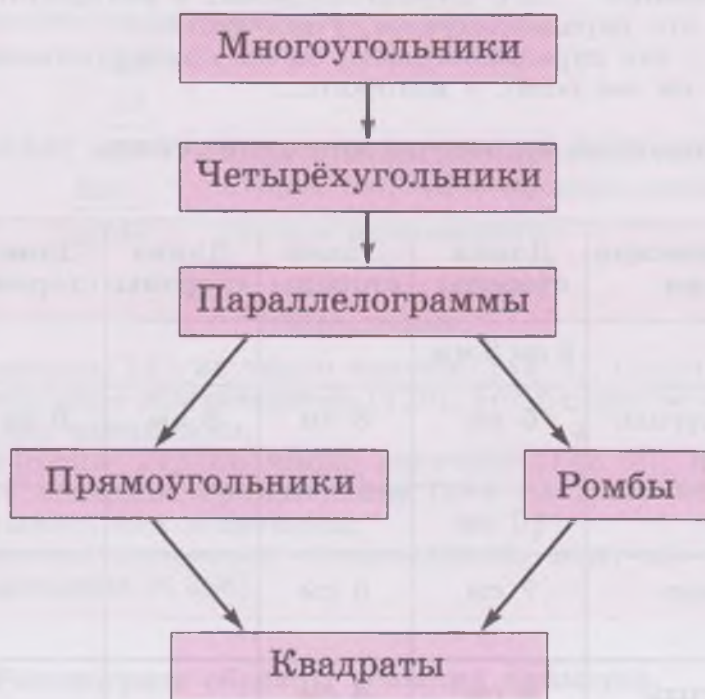 Многоугольники
Четырёхугольники
Параллелограммы
Прямоугольники
Ромбы
Квадраты